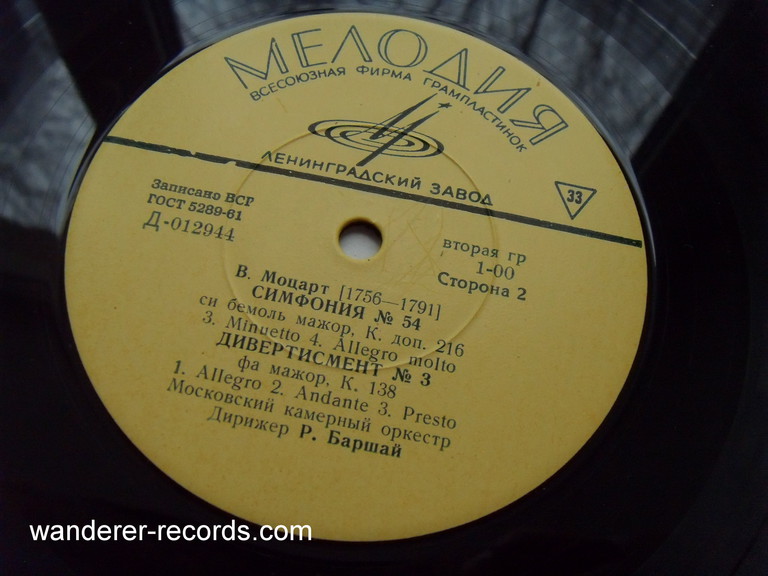 МЕЛОДИЯ
ВСЕСОЮЗНАЯ ФИРМА ГРАМПЛАСТИНОК
ЛЕНИНГРАДСКИЙ ЗАВОД
33
Записано ВСГ
ГОСТ 5289-61
Д-012944
вторая гр
1-00
Сторона 2
В. Моцарт [1756—1791]
СИМФОНИЯ № 54
си бемоль мажор, К. доп. 216
3. Minuetto 4. Allegro molto
ДИВЕРТИСМЕНТ № 3
фа мажор, К. 138
1. Allegro 2. Andante 3. Presto
Московский камерный оркестр
Дирижер Р. Баршай
wanderer-records.com